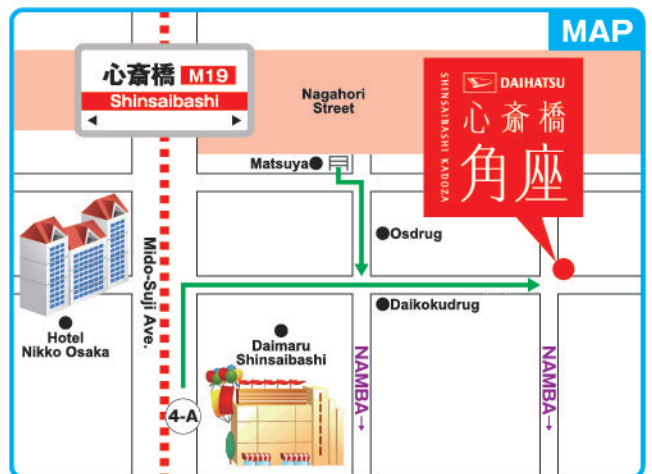 MAP
心斎橋 M19
Shinsaibashi
Nagahori
Street
DAIHATSU
SHINSAIBASHI KADOZA
心斎橋
角座
Matsuya
Osdrug
Mido-Suji Ave.
Daikokudrug
Hotel
Nikko Osaka
Daimaru
Shinsaibashi
4-A
NAMBA→
NAMBA→